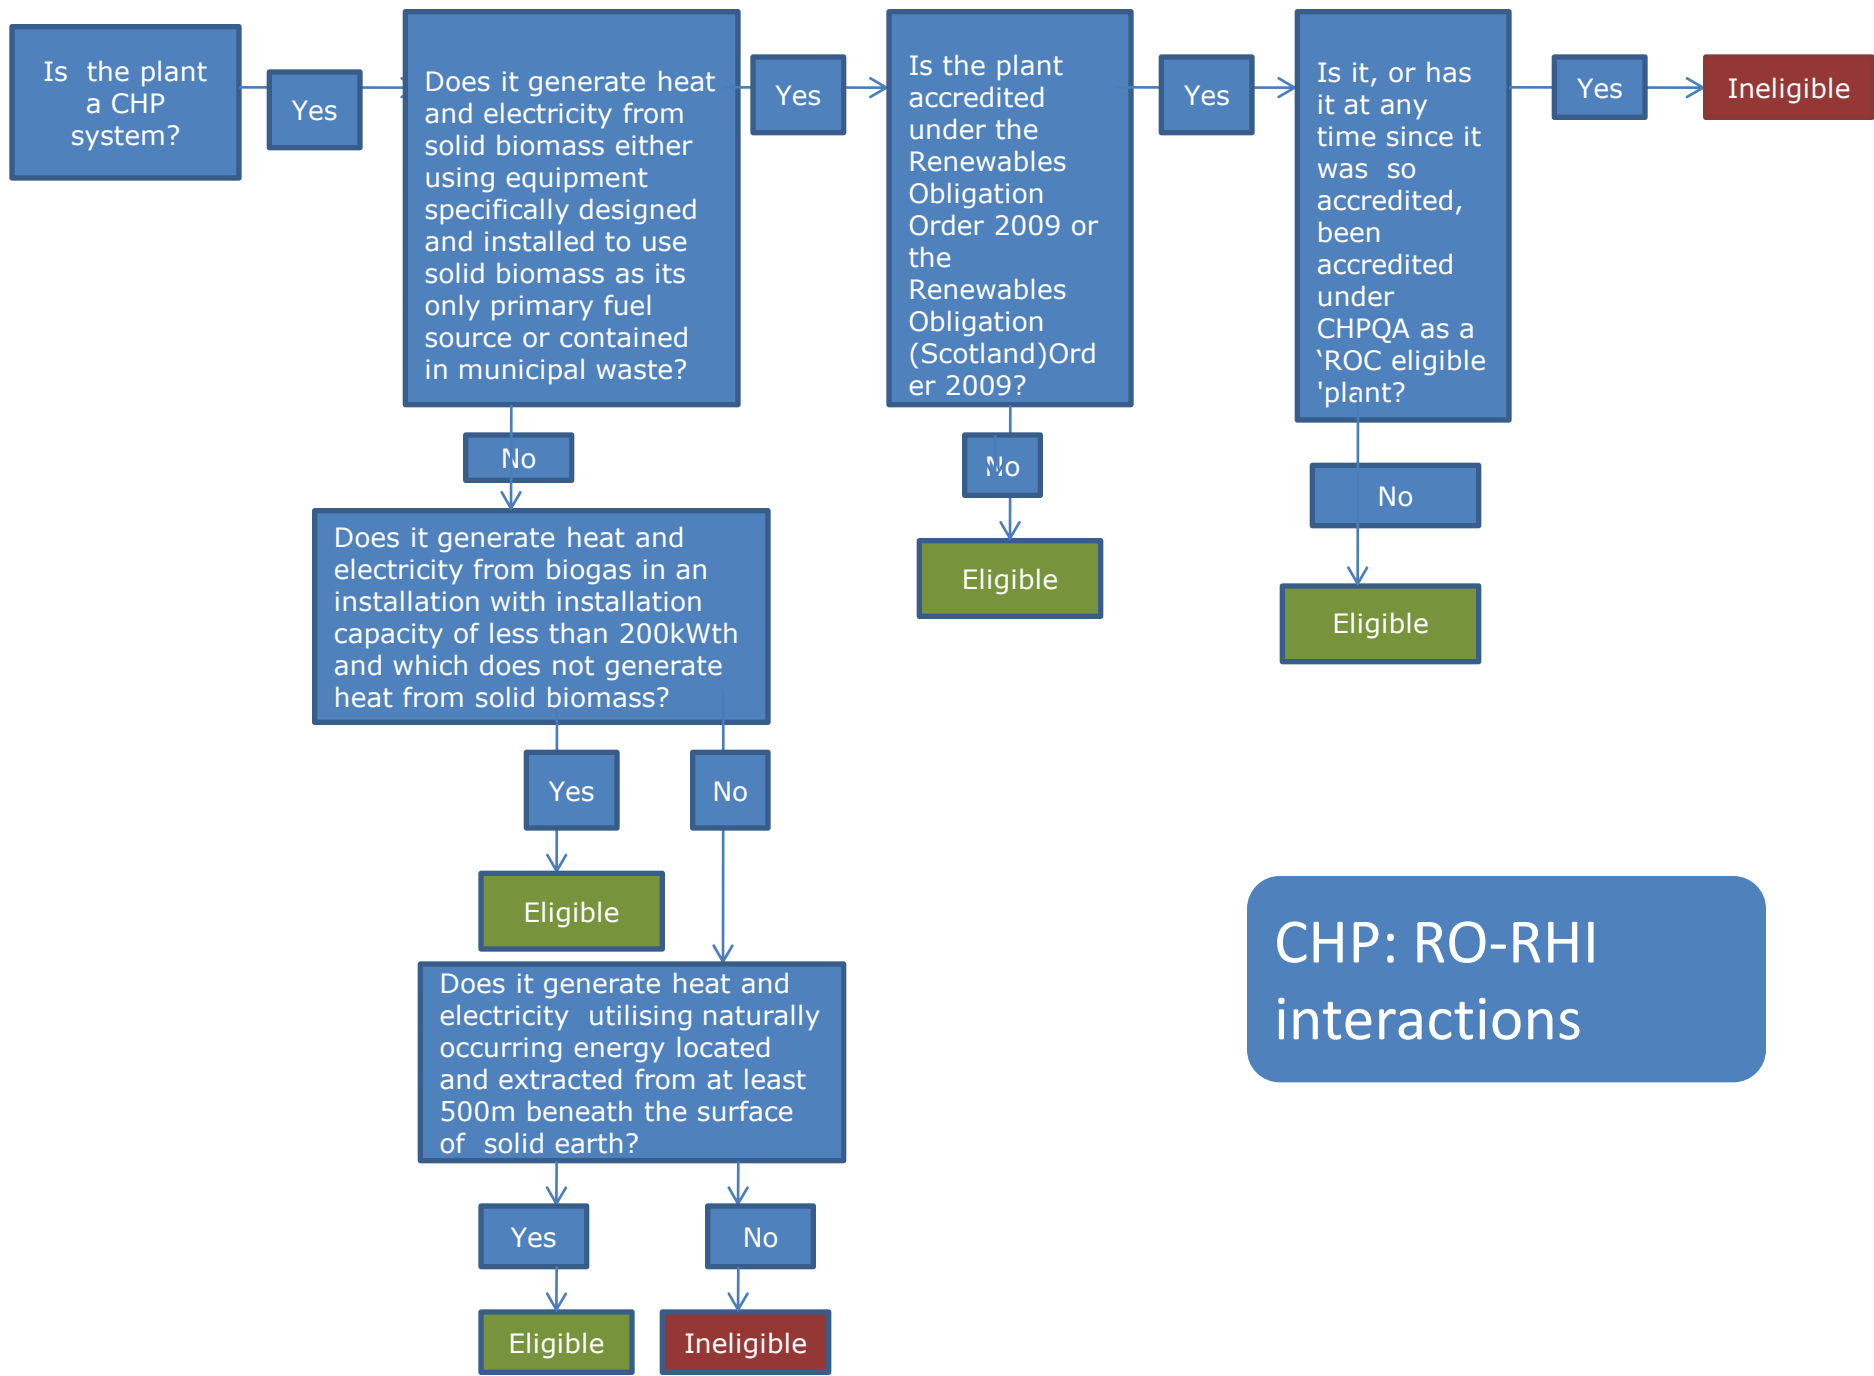 Is the plant
a CHP
system?
Yes
Does it generate heat
and electricity from
solid biomass either
using equipment
specifically designed
and installed to use
solid biomass as its
only primary fuel
source or contained
in municipal waste?
Yes
Is the plant
accredited
under the
Renewables
Obligation
Order 2009 or
the
Renewables
Obligation
(Scotland)Ord
er 2009?
Yes
Is it, or has
it at any
time since it
was so
accredited,
been
accredited
under
CHPQA as a
‘ROC eligible
'plant?
Yes
Ineligible
No
No
No
Eligible
Eligible
Does it generate heat and
electricity from biogas in an
installation with installation
capacity of less than 200kWth
and which does not generate
heat from solid biomass?
Yes
No
Eligible
Does it generate heat and
electricity utilising naturally
occurring energy located
and extracted from at least
500m beneath the surface
of solid earth?
Yes
No
Eligible
Ineligible
CHP: RO-RHI
interactions